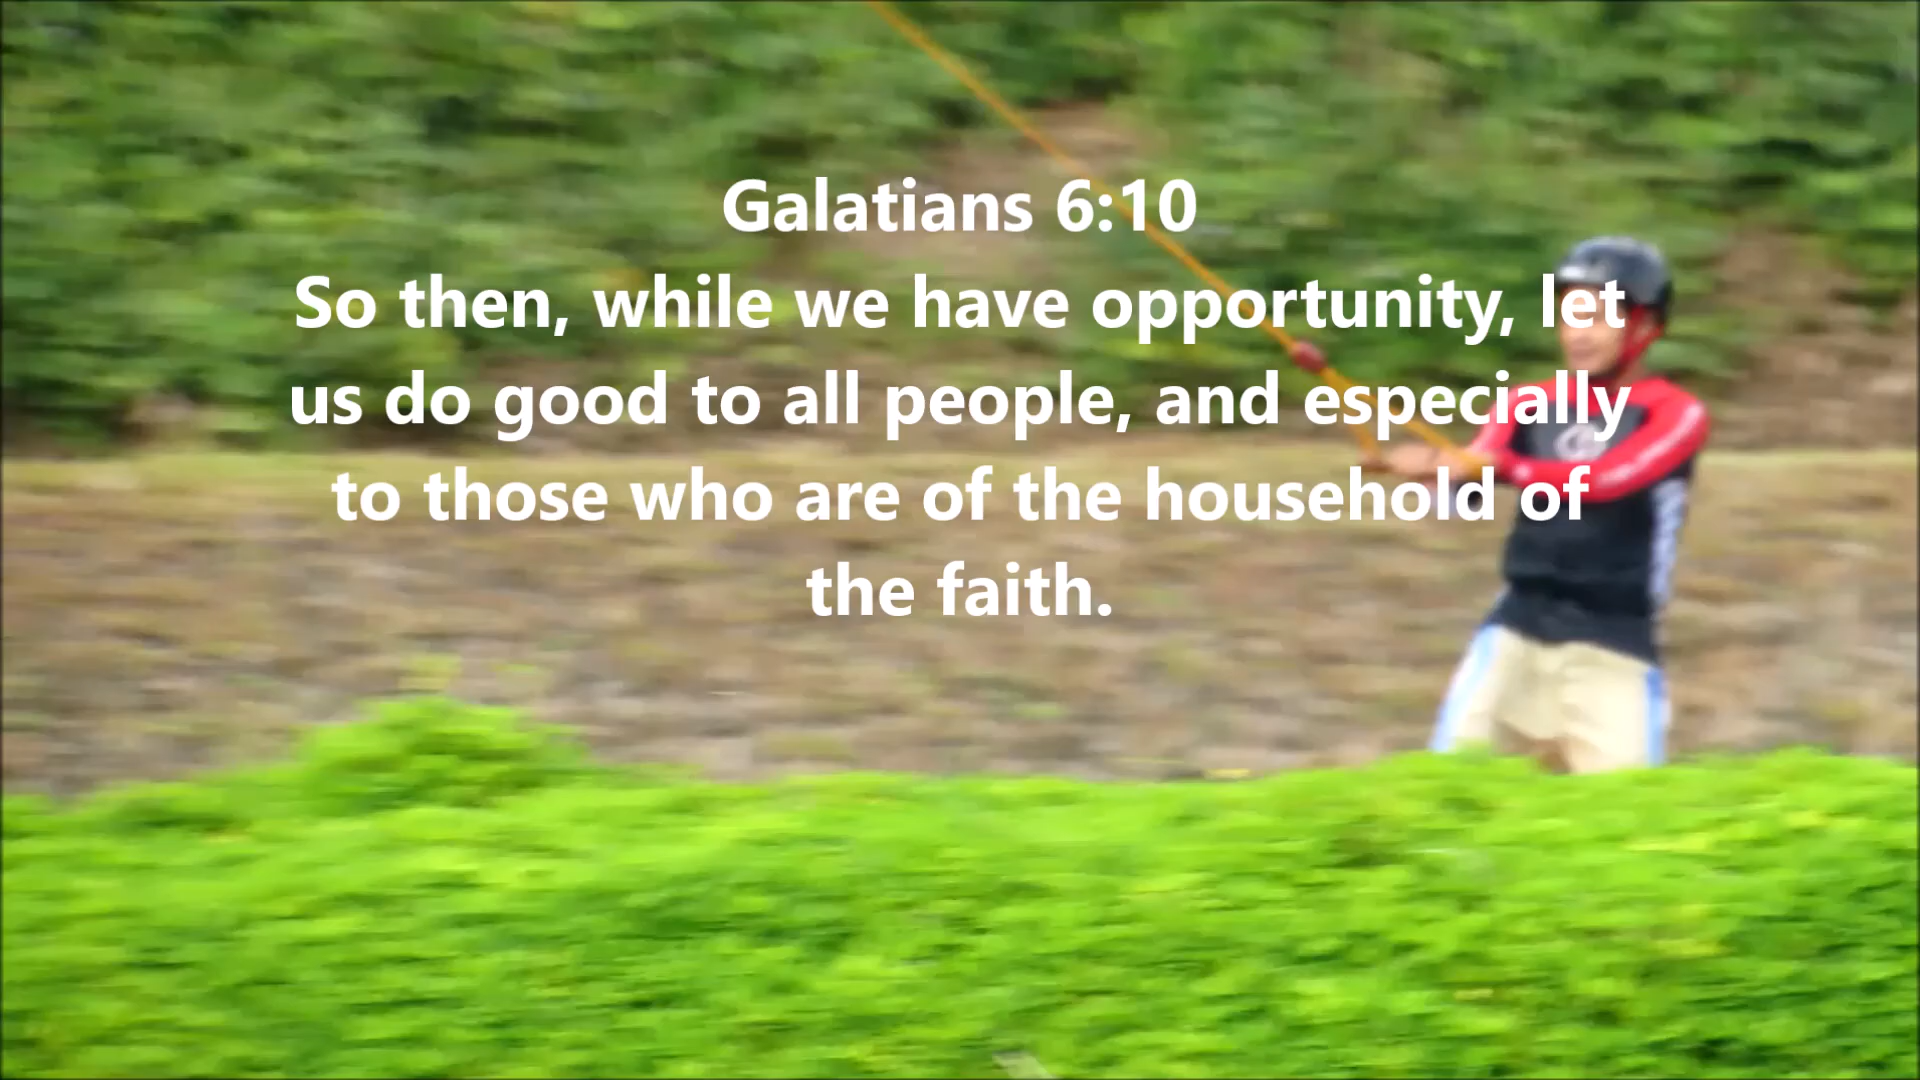 Galatians 6:10
So then, while we have opportunity, let
us do good to all people, and especially
to those who are of the household of
the faith.